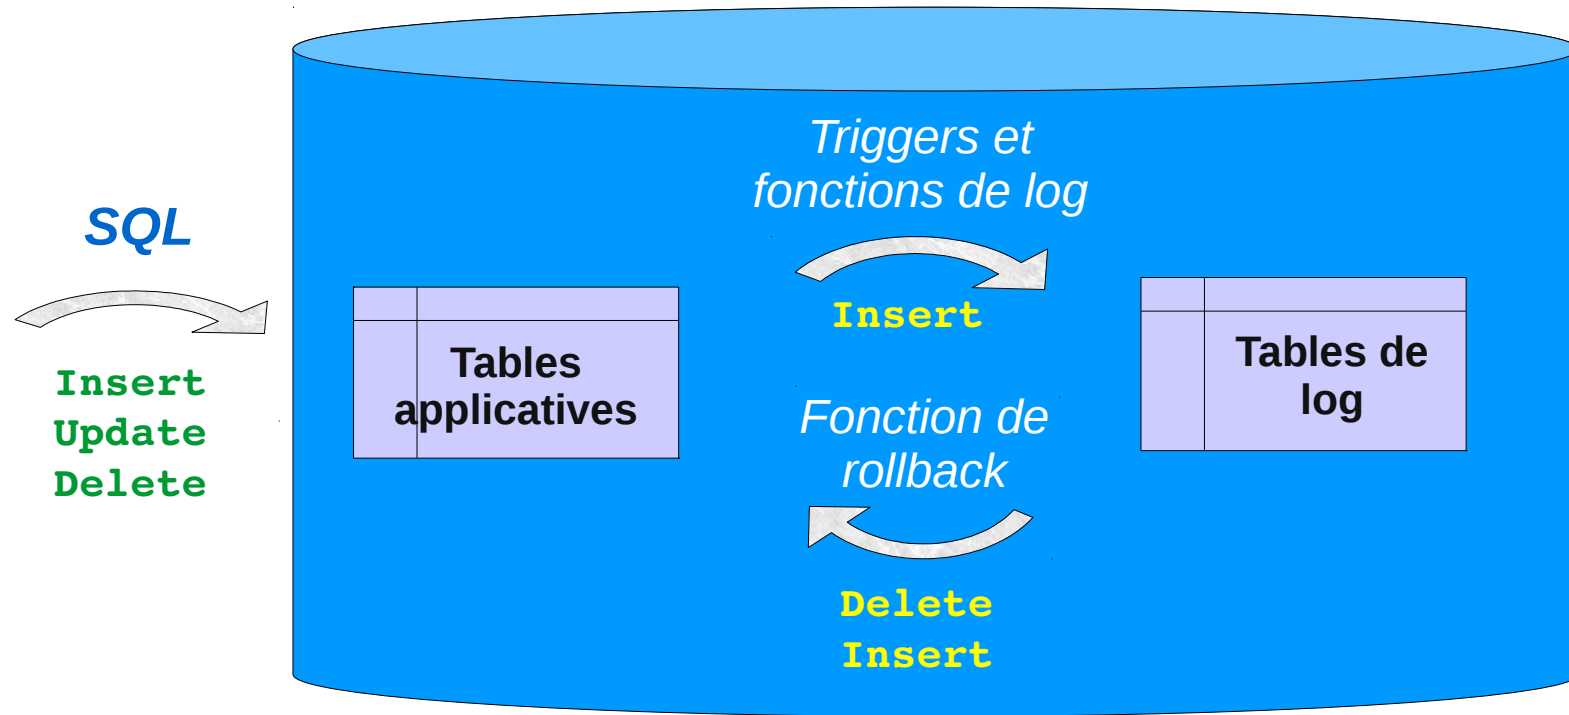 SQL
Insert
Update
Delete
Tables
applicatives
Triggers et
fonctions de log
Insert
Fonction de
rollback
Delete
Insert
Tables de
log